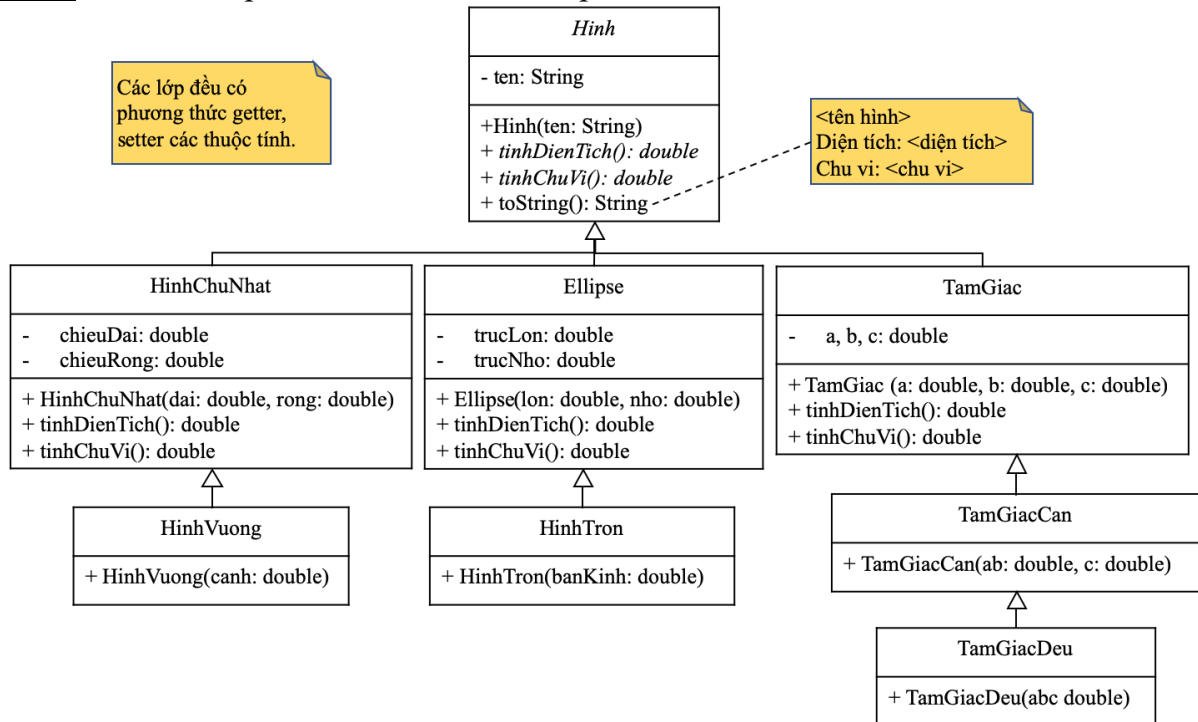 Hinh
- ten: String
+Hinh(ten: String)
+ tinhDienTich(): double
+ tinhChuVi(): double
+ toString(): String
Các lớp đều có
phương thức getter,
setter các thuộc tính.
<tên hình>
Diện tích: <diện tích>
Chu vi: <chu vi>
HinhChuNhat
- chieuDai: double
- chieuRong: double
+ HinhChuNhat(dai: double, rong: double)
+ tinhDienTich(): double
+ tinhChuVi(): double
Ellipse
- trucLon: double
- trucNho: double
+ Ellipse(lon: double, nho: double)
+ tinhDienTich(): double
+ tinhChuVi(): double
TamGiac
- a, b, c: double
+ TamGiac (a: double, b: double, c: double)
+ tinhDienTich(): double
+ tinhChuVi(): double
HinhVuong
+ HinhVuong(canh: double)
HinhTron
+ HinhTron(banKinh: double)
TamGiacCan
+ TamGiacCan(ab: double, c: double)
TamGiacDeu
+ TamGiacDeu(abc double)